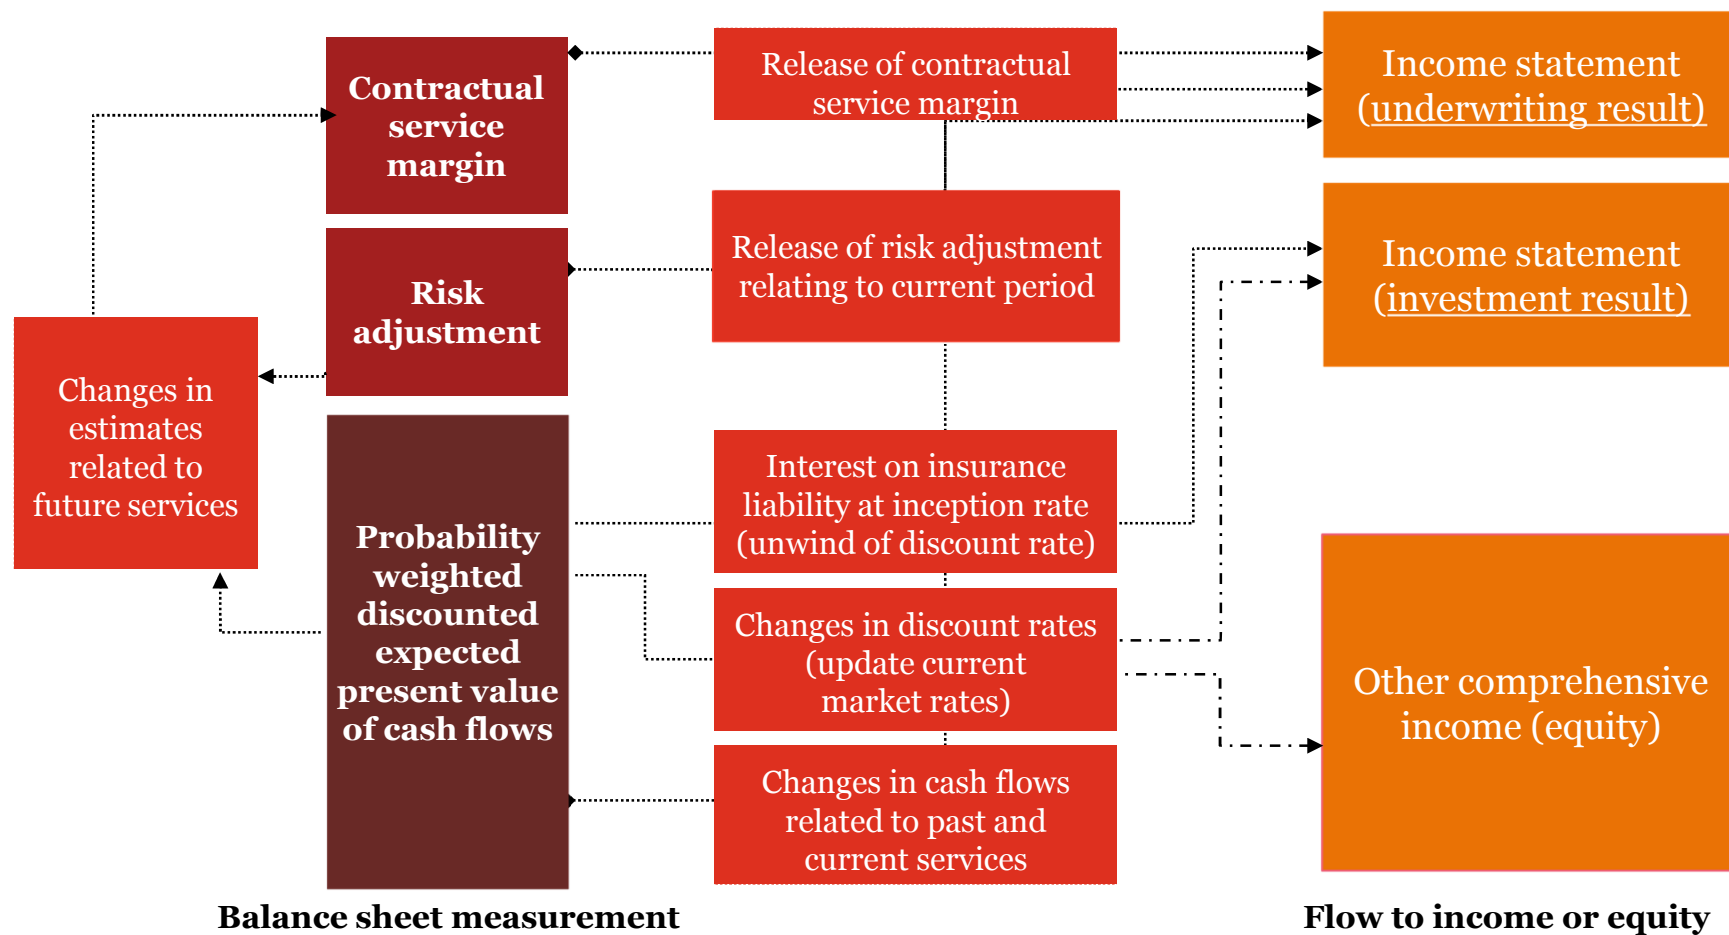 Contractual
service
margin
Release of contractual
service margin
Income statement
(underwriting result)
Risk
adjustment
Release of risk adjustment
relating to current period
Income statement
(investment result)
Changes in
estimates
related to
future services
Probability
weighted
discounted
expected
present value
of cash flows
Interest on insurance
liability at inception rate
(unwind of discount rate)
Changes in discount rates
(update current
market rates)
Changes in cash flows
related to past and
current services
Other comprehensive
income (equity)
Balance sheet measurement
Flow to income or equity